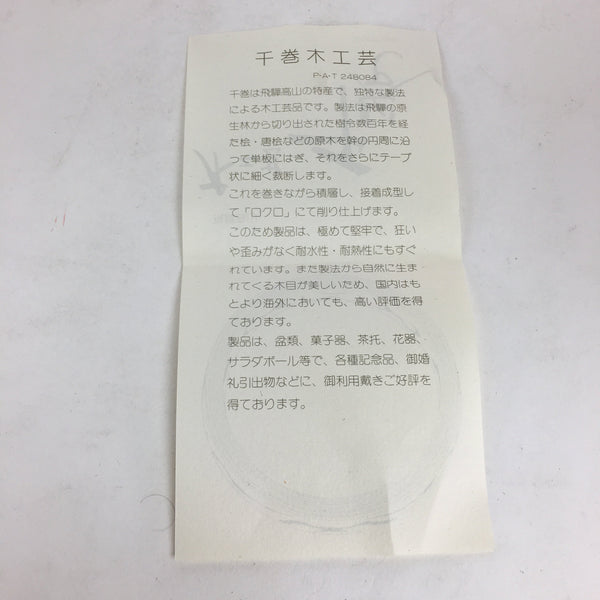 千巻木工芸
P・A・T 248084
千巻は飛騨高山の特産で、独特な製法
による木工芸品です。製法は飛騨の原
生林から切り出された樹令数百年を経
た桧・唐桧などの原木を幹の円周に沿
って単板にはぎ、それをさらにテープ
状に細く裁断します。
これを巻きながら積層し、接着成型し
て「ロクロ」にて削り仕上げます。
このため製品は、極めて堅牢で、狂い
や歪みがなく耐水性・耐熱性にもすぐ
れています。また製法から自然に生ま
れてくる木目が美しいため、国内はも
とより海外においても、高い評価を得
ております。
製品は、盆類、菓子器、茶托、花器、
サラダボール等で、各種記念品、御婚
礼引出物などに、御利用戴きご好評を
得ております。